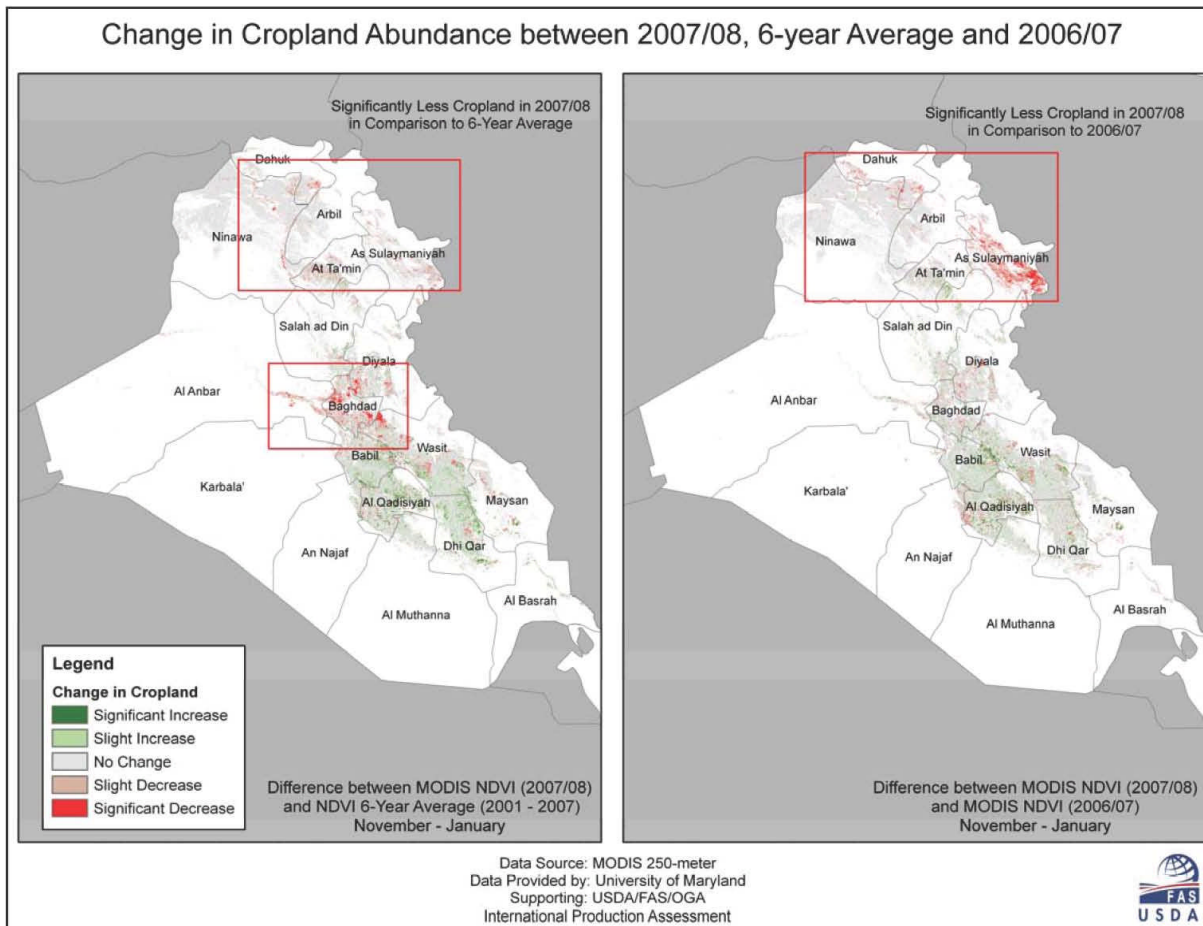 Change in Cropland Abundance between 2007/08, 6-year Average and 2006/07
Significantly Less Cropland in 2007/08
in Comparison to 6-Year Average
Dahuk
Arbil
Ninawa
As Sulaymaniyah
At Ta'min
Salah ad Din
Diyala
Al Anbar
Baghdad
Wasit
Babil
Karbala'
Al Qadisiyah
Maysan
Dhi Qar
An Najaf
Al Basrah
Al Muthanna
Legend
Change in Cropland
Significant Increase
Slight Increase
No Change
Slight Decrease
Significant Decrease
Difference between MODIS NDVI (2007/08)
and NDVI 6-Year Average (2001 - 2007)
November - January
Significantly Less Cropland in 2007/08
in Comparison to 2006/07
Dahuk
Arbil
Ninawa
As Sulaymaniyah
At Ta'min
Salah ad Din
Diyala
Al Anbar
Baghdad
Wasit
Babil
Karbala'
Al Qadisiyah
Maysan
An Najaf
Dhi Qar
Al Basrah
Al Muthanna
Difference between MODIS NDVI (2007/08)
and MODIS NDVI (2006/07)
November - January
Data Source: MODIS 250-meter
Data Provided by: University of Maryland
Supporting: USDA/FAS/OGA
International Production Assessment
FAS
USDA